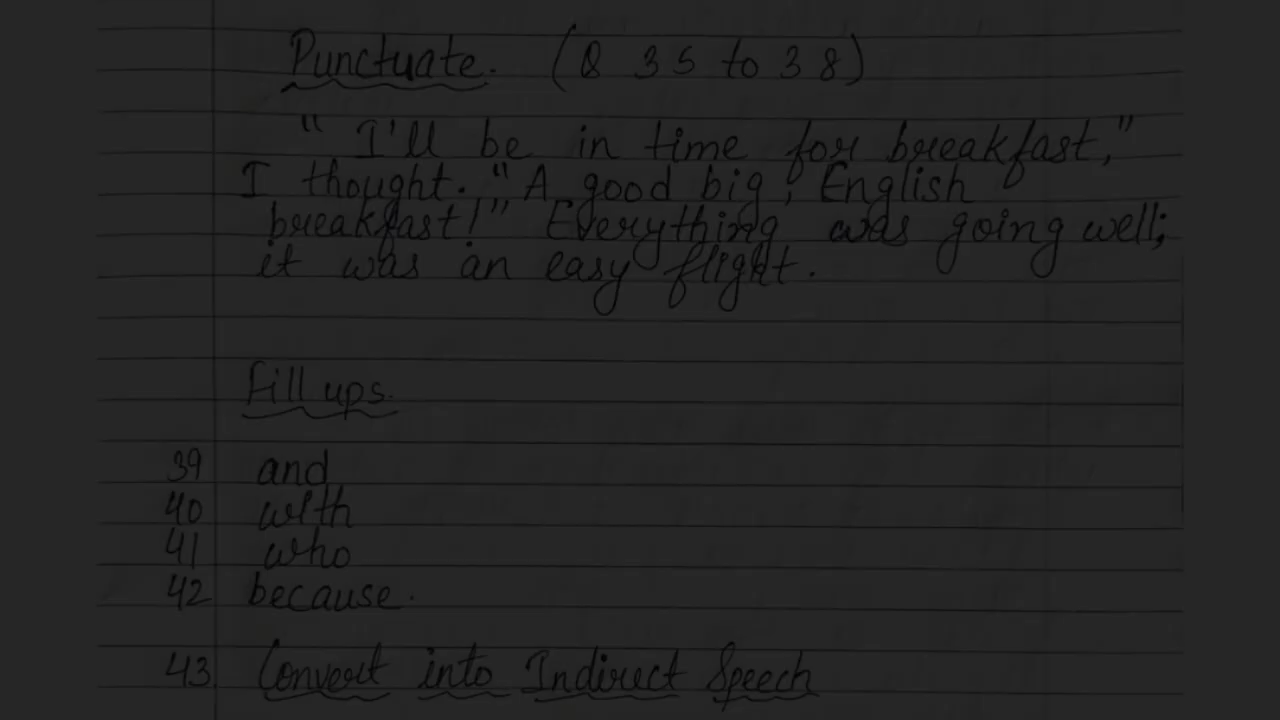 Punctuate. (Q 35 to 38)
" I'll be in time for breakfast,"
I thought. "A good big, English
breakfast!" Everything was going well;
it was an easy flight.
Fill ups.
39 and
40 with
41 who
42 because.
43 Convert into Indirect Speech